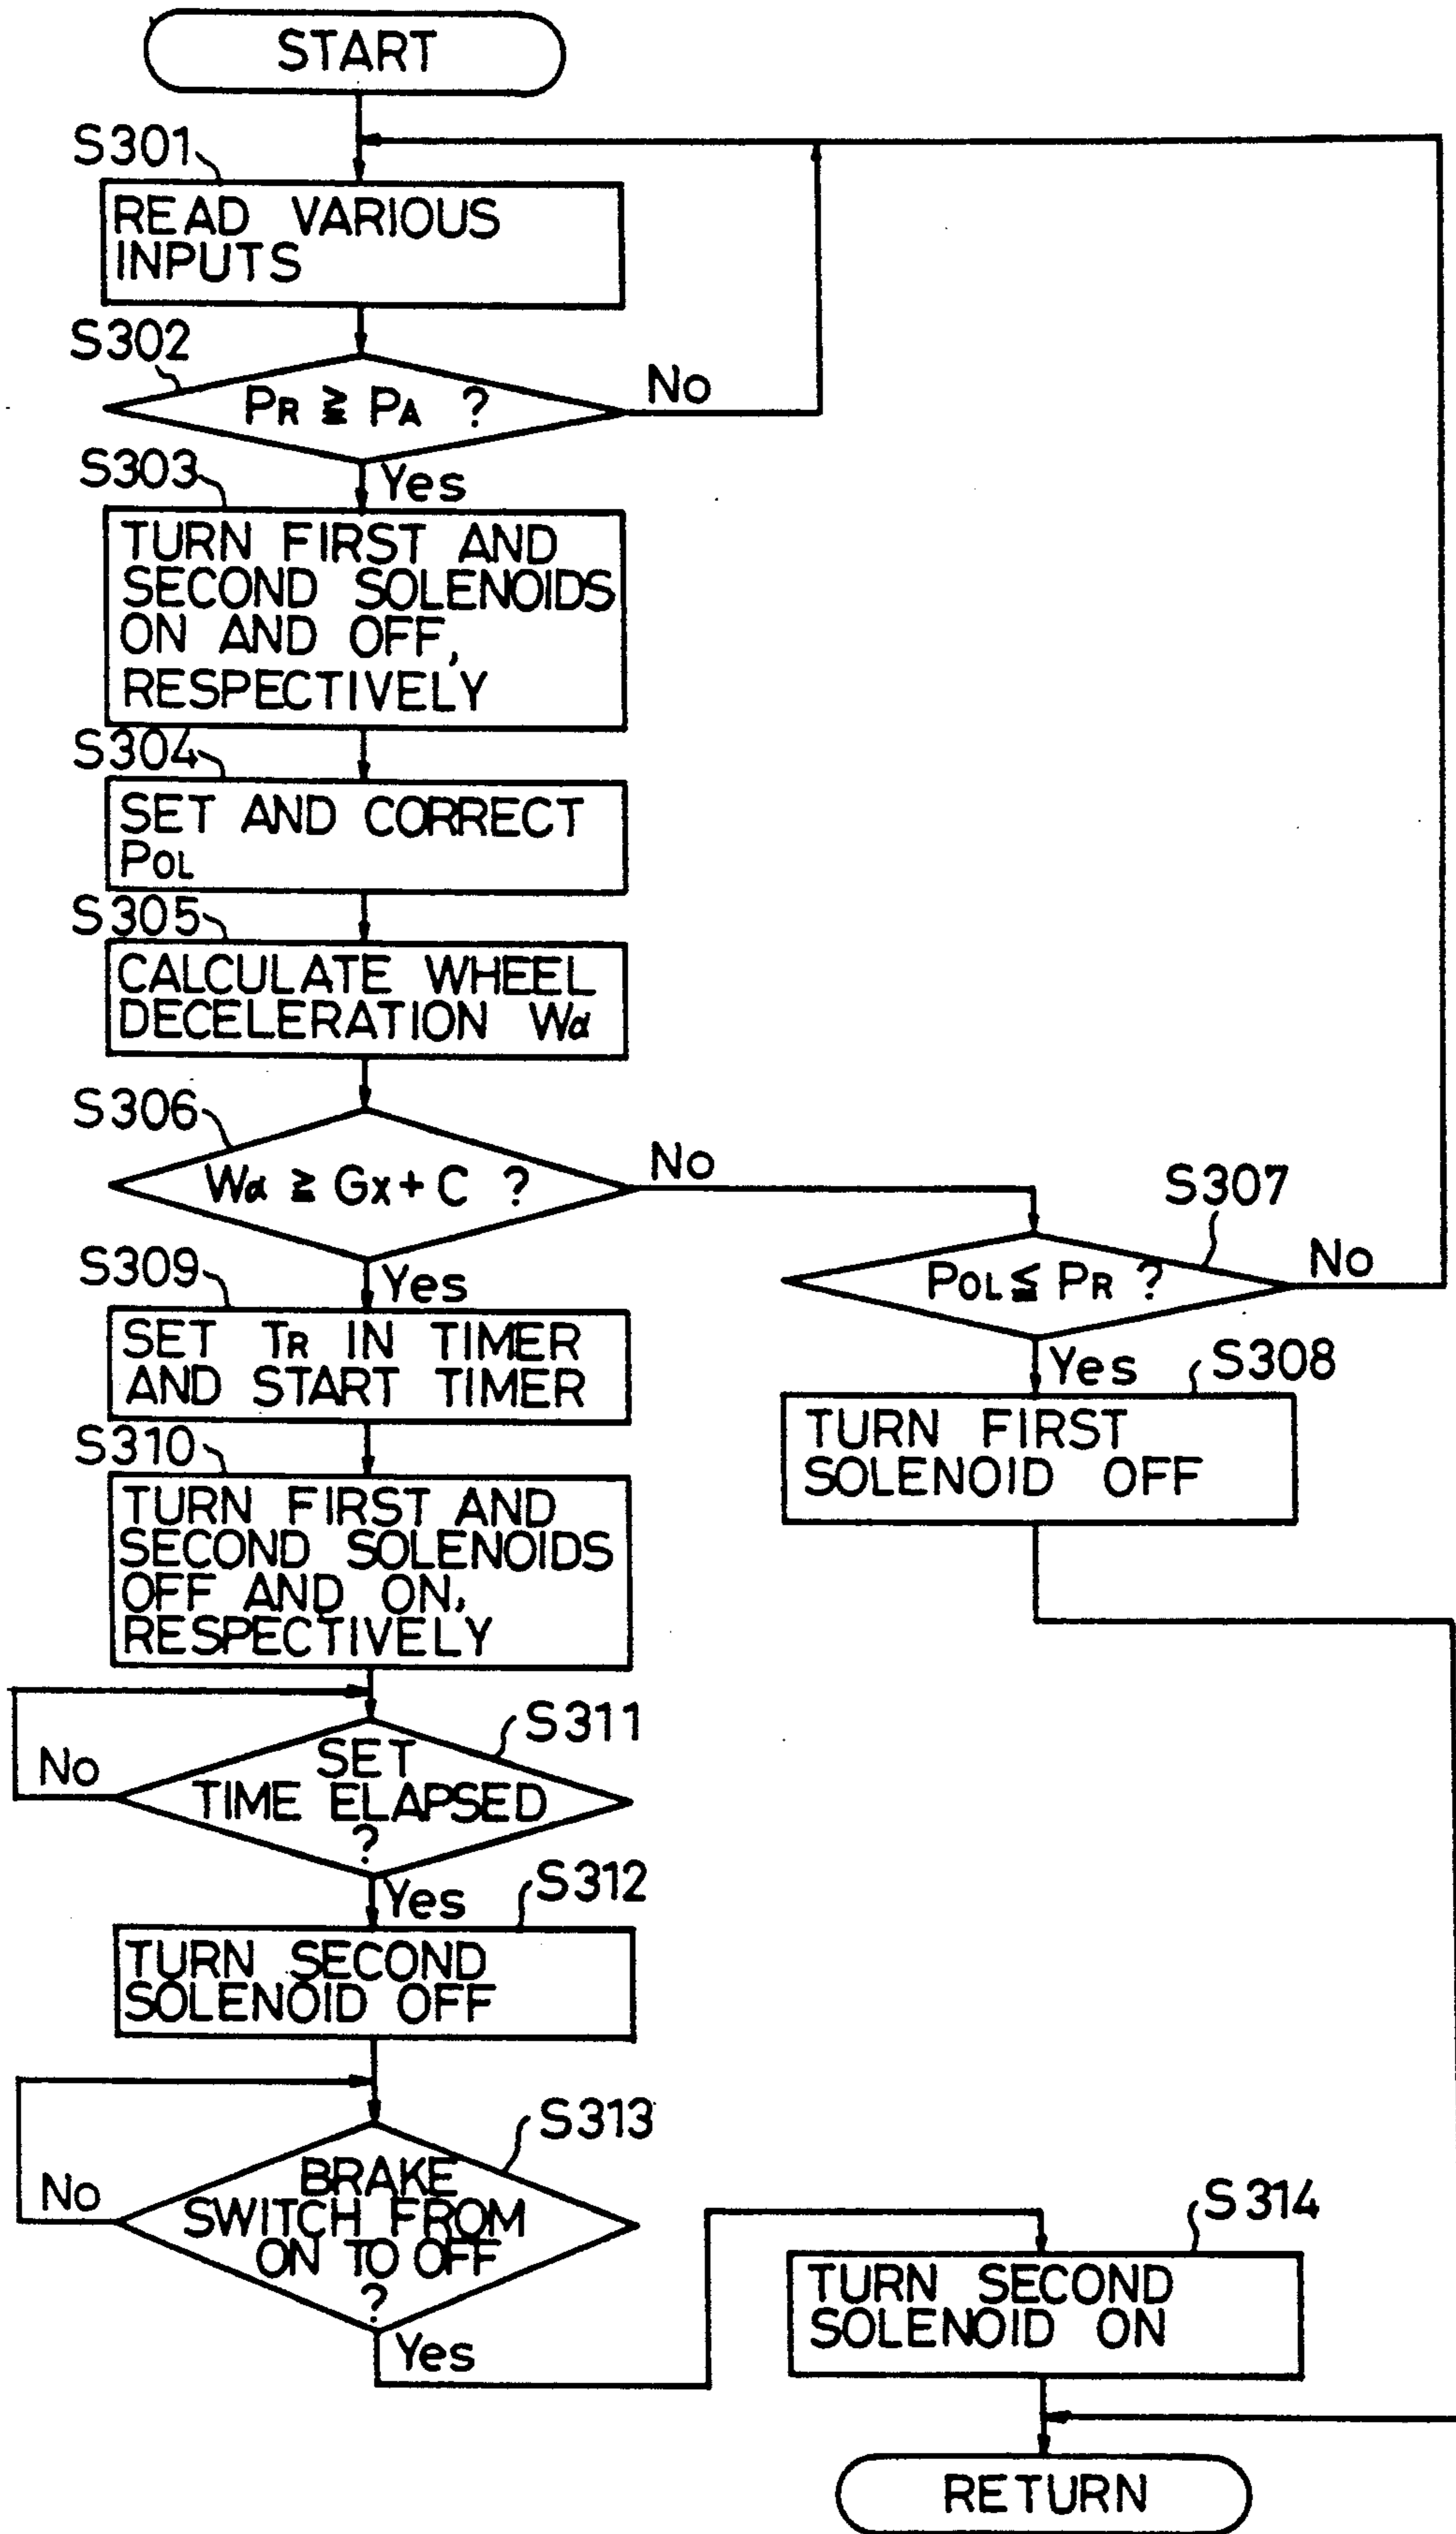 START
S301
READ VARIOUS
INPUTS
S302
PR ≧ PA ?
No
S303
Yes
TURN FIRST AND
SECOND SOLENOIDS
ON AND OFF,
RESPECTIVELY
S304
SET AND CORRECT
POL
S305
CALCULATE WHEEL
DECELERATION Wα
S306
Wα ≧ GX + C ?
No
S307
POL ≦ PR ?
No
Yes
S308
TURN FIRST
SOLENOID OFF
S309
Yes
SET TR IN TIMER
AND START TIMER
S310
TURN FIRST AND
SECOND SOLENOIDS
OFF AND ON,
RESPECTIVELY
S311
SET
TIME ELAPSED
?
No
Yes
S312
TURN SECOND
SOLENOID OFF
S313
BRAKE
SWITCH FROM
ON TO OFF
?
No
Yes
S314
TURN SECOND
SOLENOID ON
RETURN